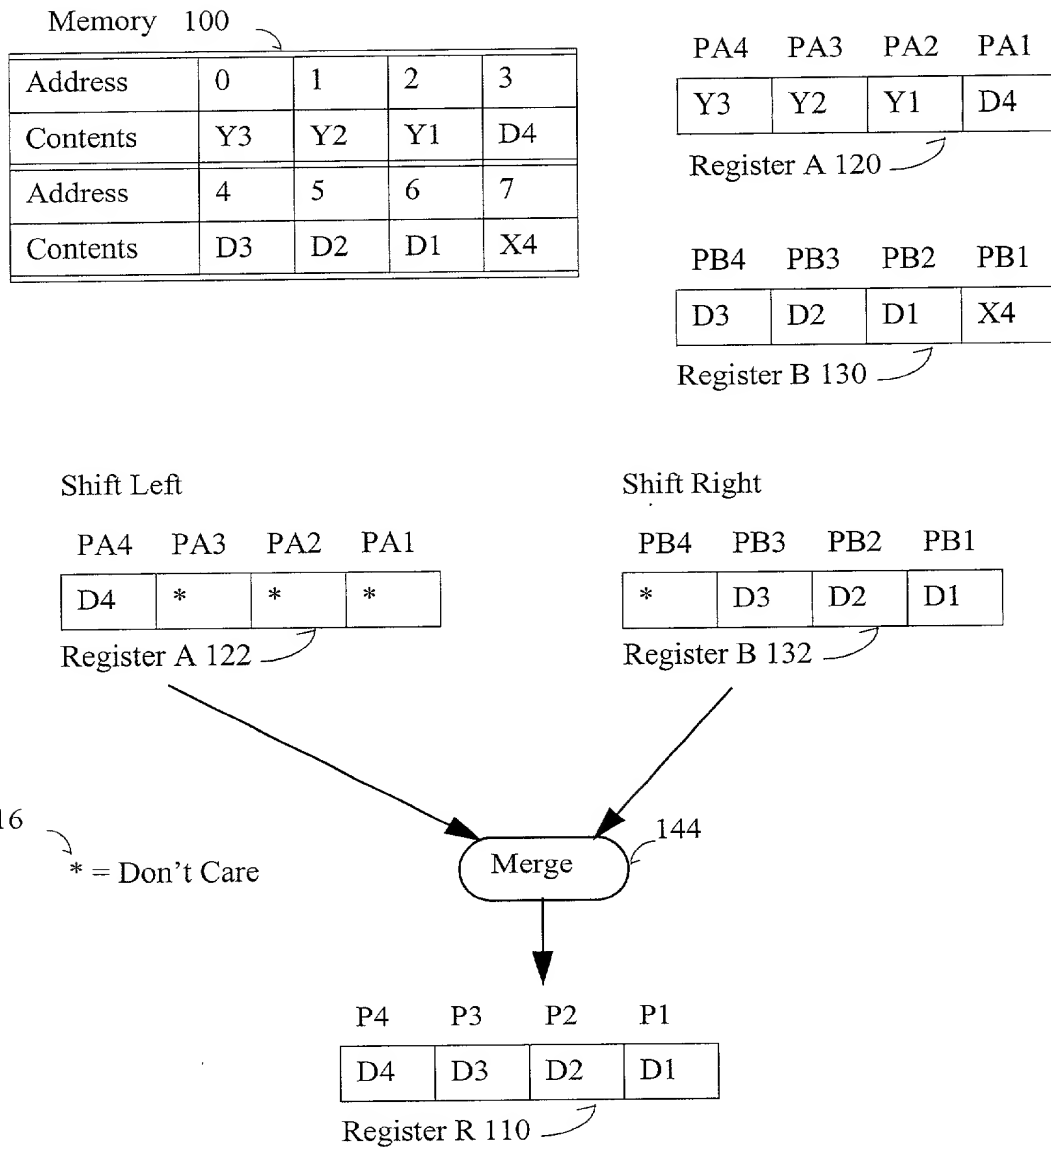 Memory 100
Address 0 1 2 3
Contents Y3 Y2 Y1 D4
Address 4 5 6 7
Contents D3 D2 D1 X4
PA4 PA3 PA2 PA1
Y3 Y2 Y1 D4
Register A 120
PB4 PB3 PB2 PB1
D3 D2 D1 X4
Register B 130
Shift Left
PA4 PA3 PA2 PA1
D4 * * *
Register A 122
Shift Right
PB4 PB3 PB2 PB1
* D3 D2 D1
Register B 132
16
* = Don't Care
Merge
144
P4 P3 P2 P1
D4 D3 D2 D1
Register R 110